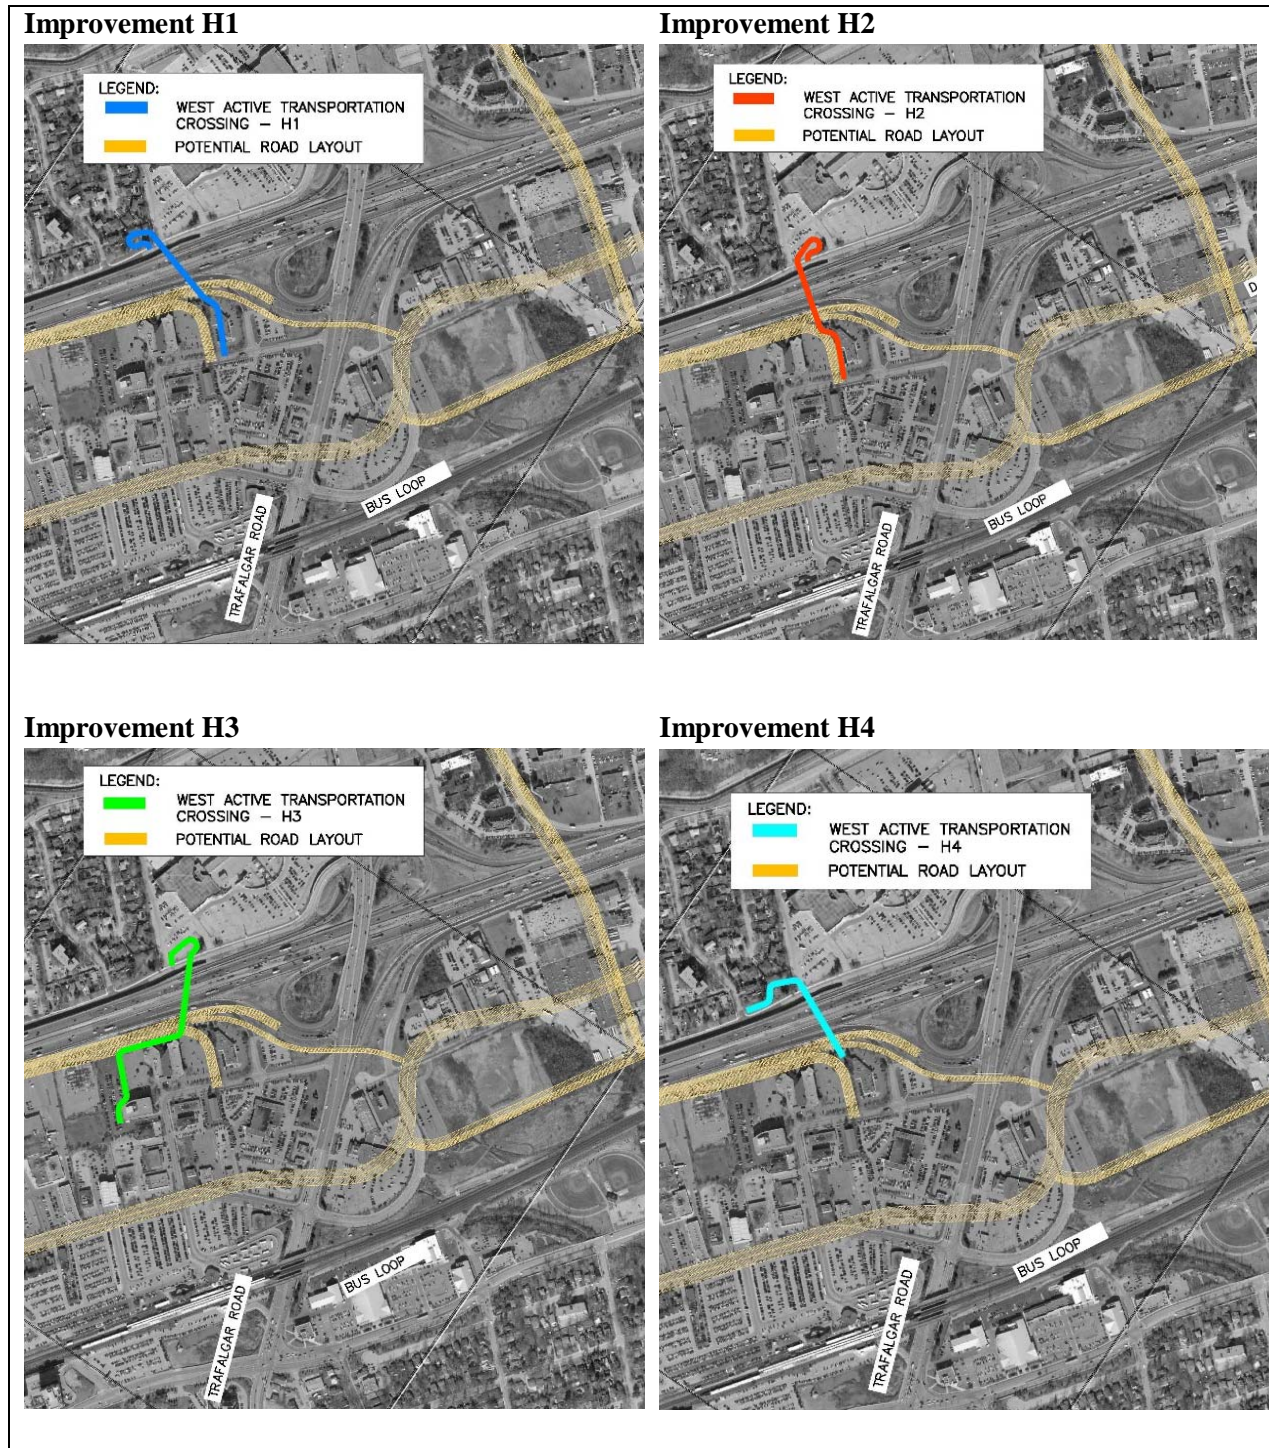 Improvement H1
LEGEND:
WEST ACTIVE TRANSPORTATION
CROSSING – H1
POTENTIAL ROAD LAYOUT
BUS LOOP
TRAFALGAR ROAD
Improvement H2
LEGEND:
WEST ACTIVE TRANSPORTATION
CROSSING – H2
POTENTIAL ROAD LAYOUT
D
BUS LOOP
TRAFALGAR ROAD
Improvement H3
LEGEND:
WEST ACTIVE TRANSPORTATION
CROSSING – H3
POTENTIAL ROAD LAYOUT
BUS LOOP
TRAFALGAR ROAD
Improvement H4
LEGEND:
WEST ACTIVE TRANSPORTATION
CROSSING – H4
POTENTIAL ROAD LAYOUT
BUS LOOP
TRAFALGAR ROAD